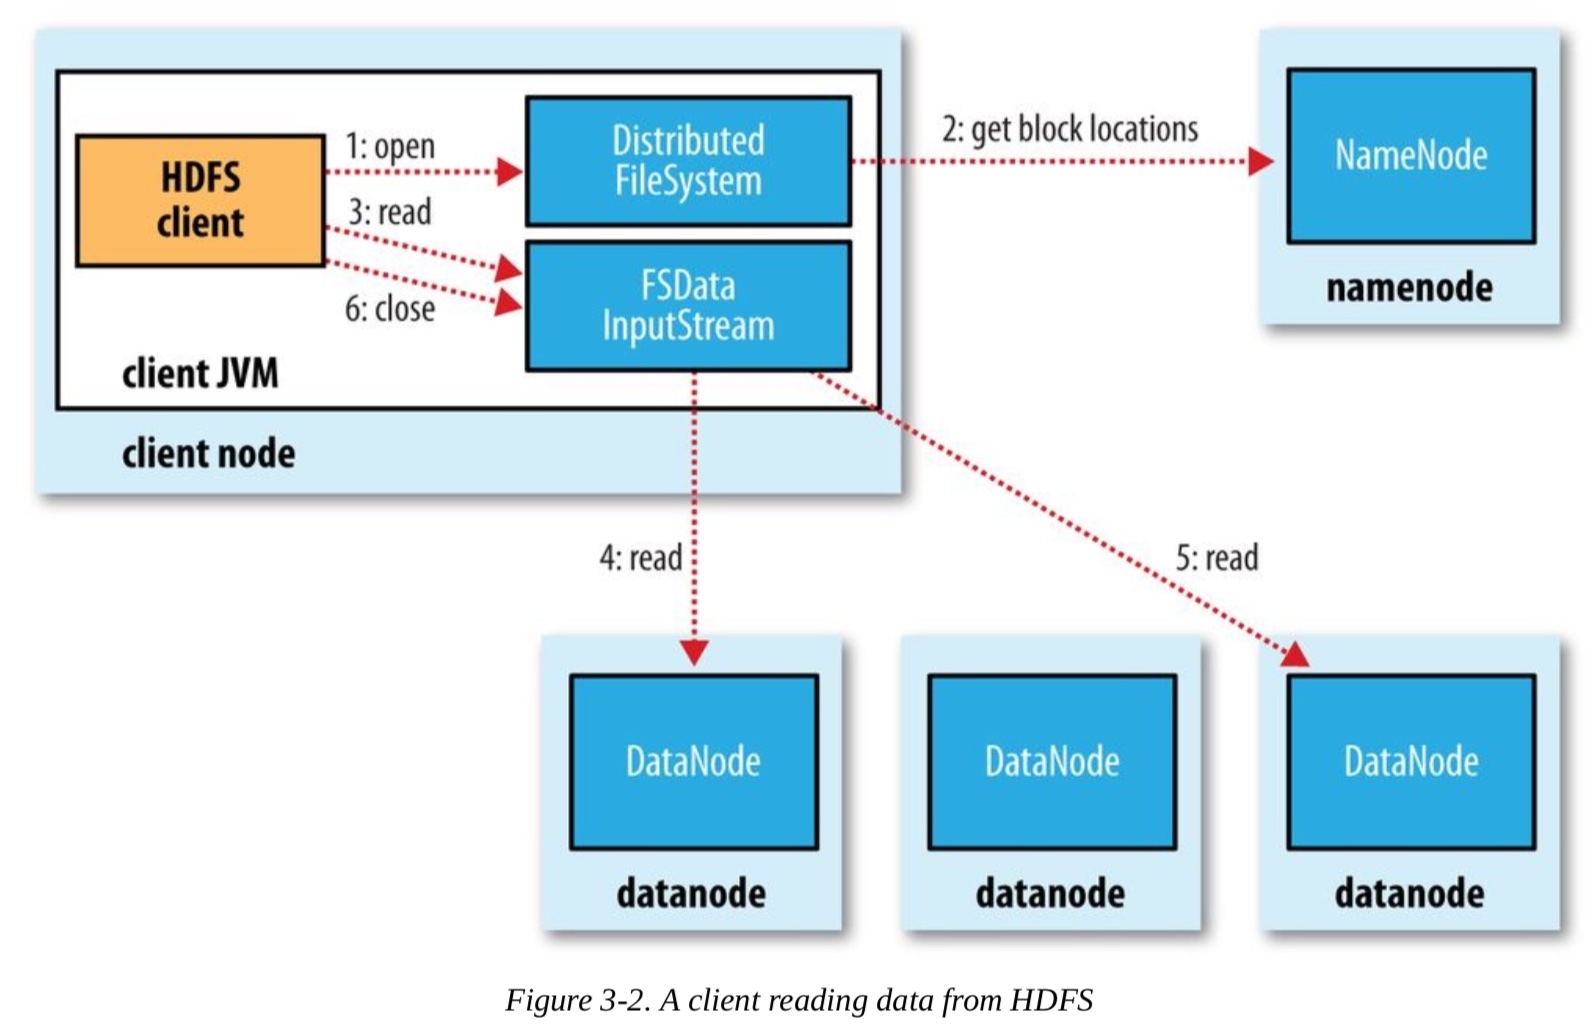 HDFS
client
1: open
3: read
6: close
Distributed
FileSystem
FSData
InputStream
client JVM
client node
2: get block locations
NameNode
namenode
4: read
5: read
DataNode
datanode
DataNode
datanode
DataNode
datanode
Figure 3-2. A client reading data from HDFS